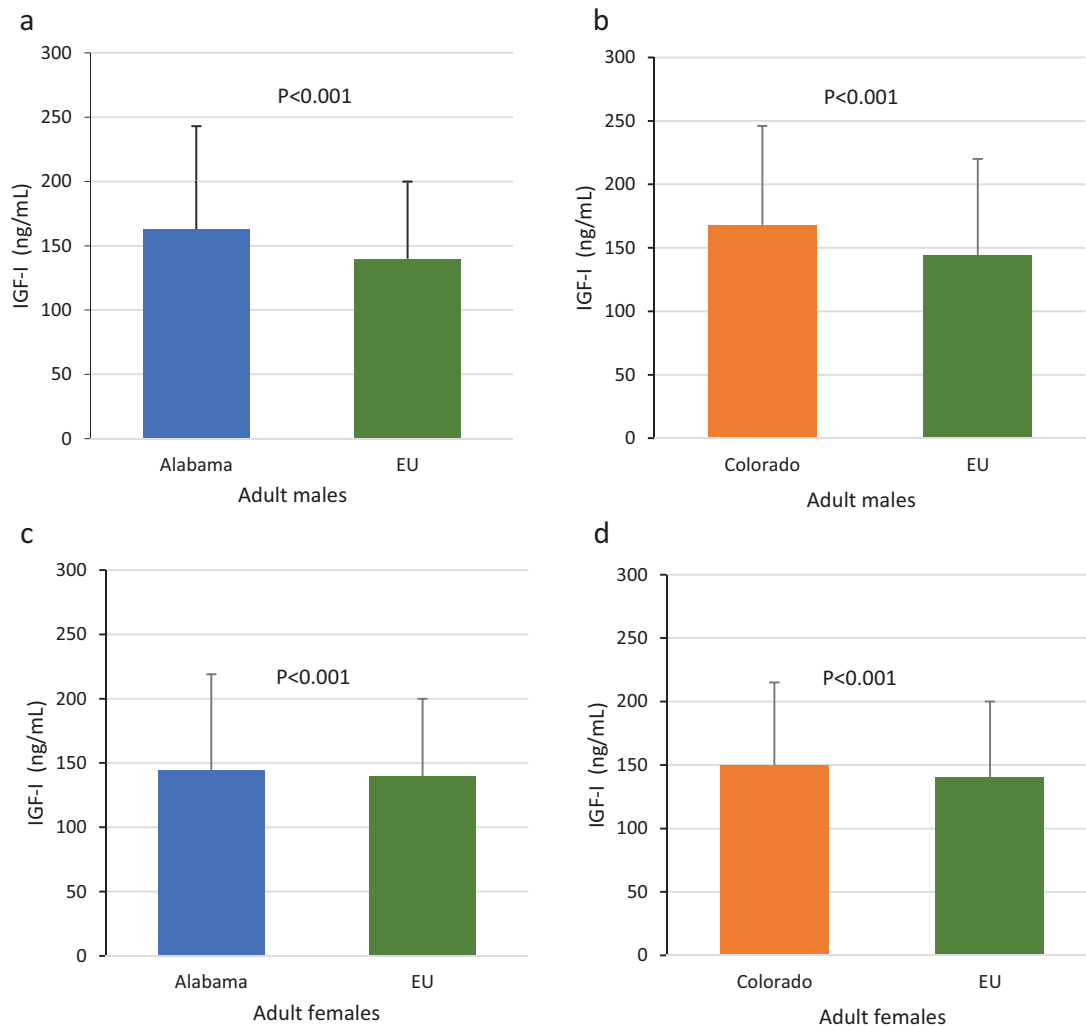 a
300
250
200
150
100
50
0
IGF-I (ng/mL)
P<0.001
Alabama
EU
Adult males
b
300
250
200
150
100
50
0
IGF-I (ng/mL)
P<0.001
Colorado
EU
Adult males
c
300
250
200
150
100
50
0
IGF-I (ng/mL)
P<0.001
Alabama
EU
Adult females
d
300
250
200
150
100
50
0
IGF-I (ng/mL)
P<0.001
Colorado
EU
Adult females